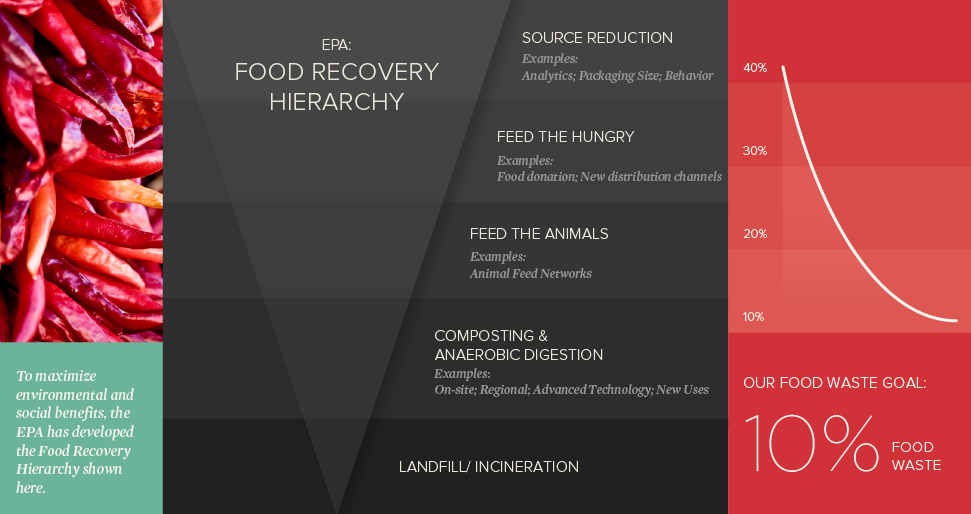 EPA:
FOOD RECOVERY
HIERARCHY
SOURCE REDUCTION
Examples:
Analytics; Packaging Size; Behavior
FEED THE HUNGRY
Examples:
Food donation; New distribution channels
FEED THE ANIMALS
Examples:
Animal Feed Networks
COMPOSTING &
ANAEROBIC DIGESTION
Examples:
On-site; Regional; Advanced Technology; New Uses
LANDFILL/ INCINERATION
To maximize
environmental and
social benefits, the
EPA has developed
the Food Recovery
Hierarchy shown
here.
40%
30%
20%
10%
OUR FOOD WASTE GOAL:
10% FOOD
WASTE